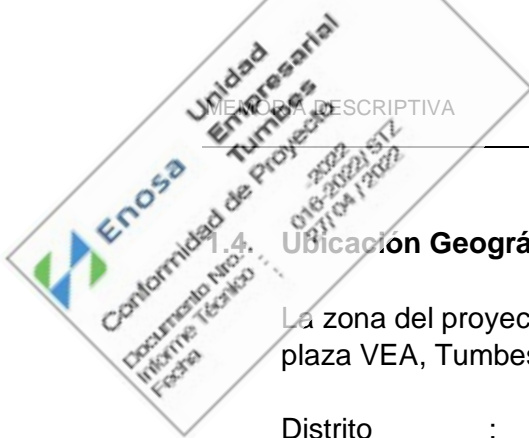 Enosa
Unidad
Empresarial
Tumbes
Conformidad de Proyecto
Documento Nro. : -2022
Informe Técnico : 016-2022/ STZ
Fecha : 27/ 04 / 2022
MEMORIA DESCRIPTIVA
1.4. Ubicación Geográ
La zona del proyec
plaza VEA, Tumbes
Distrito :